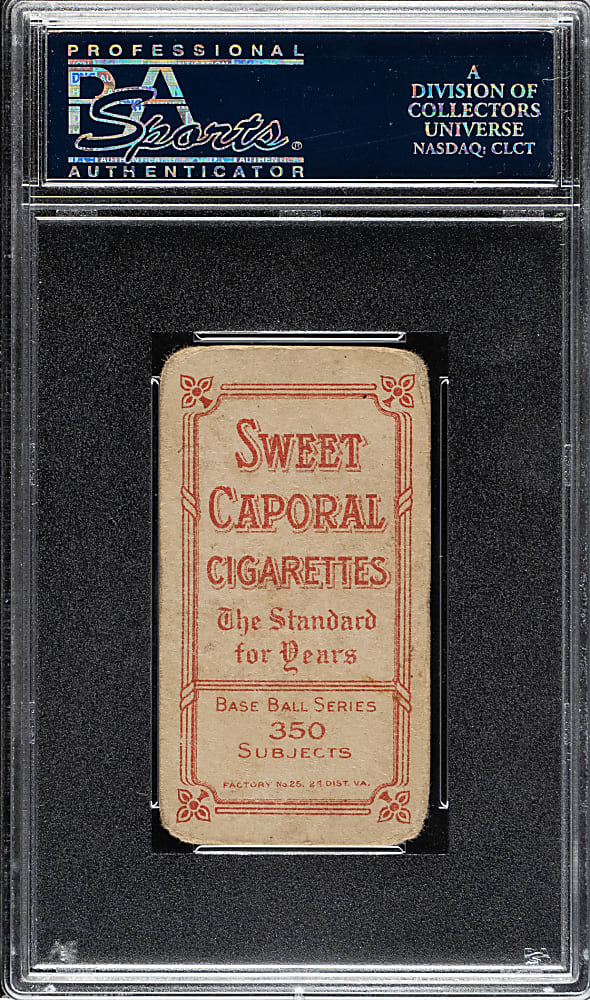 PROFESSIONAL
PSA
Sports®
AUTHENTICATOR
A
DIVISION OF
COLLECTORS
UNIVERSE
NASDAQ: CLCT
SWEET
CAPORAL
CIGARETTES
The Standard
for Years
BASE BALL SERIES
350
SUBJECTS
FACTORY No. 25, 2d DIST. VA.